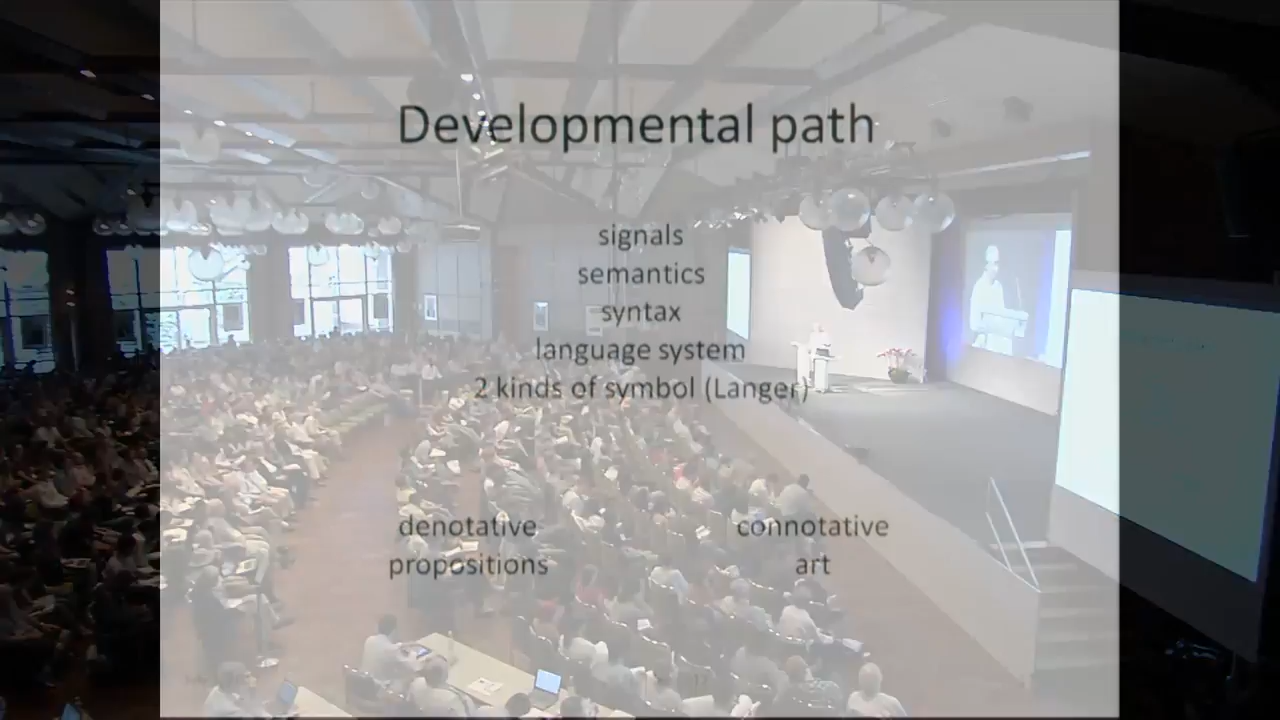 Developmental path
signals
semantics
syntax
language system
2 kinds of symbol (Langer)
denotative connotative
propositions art